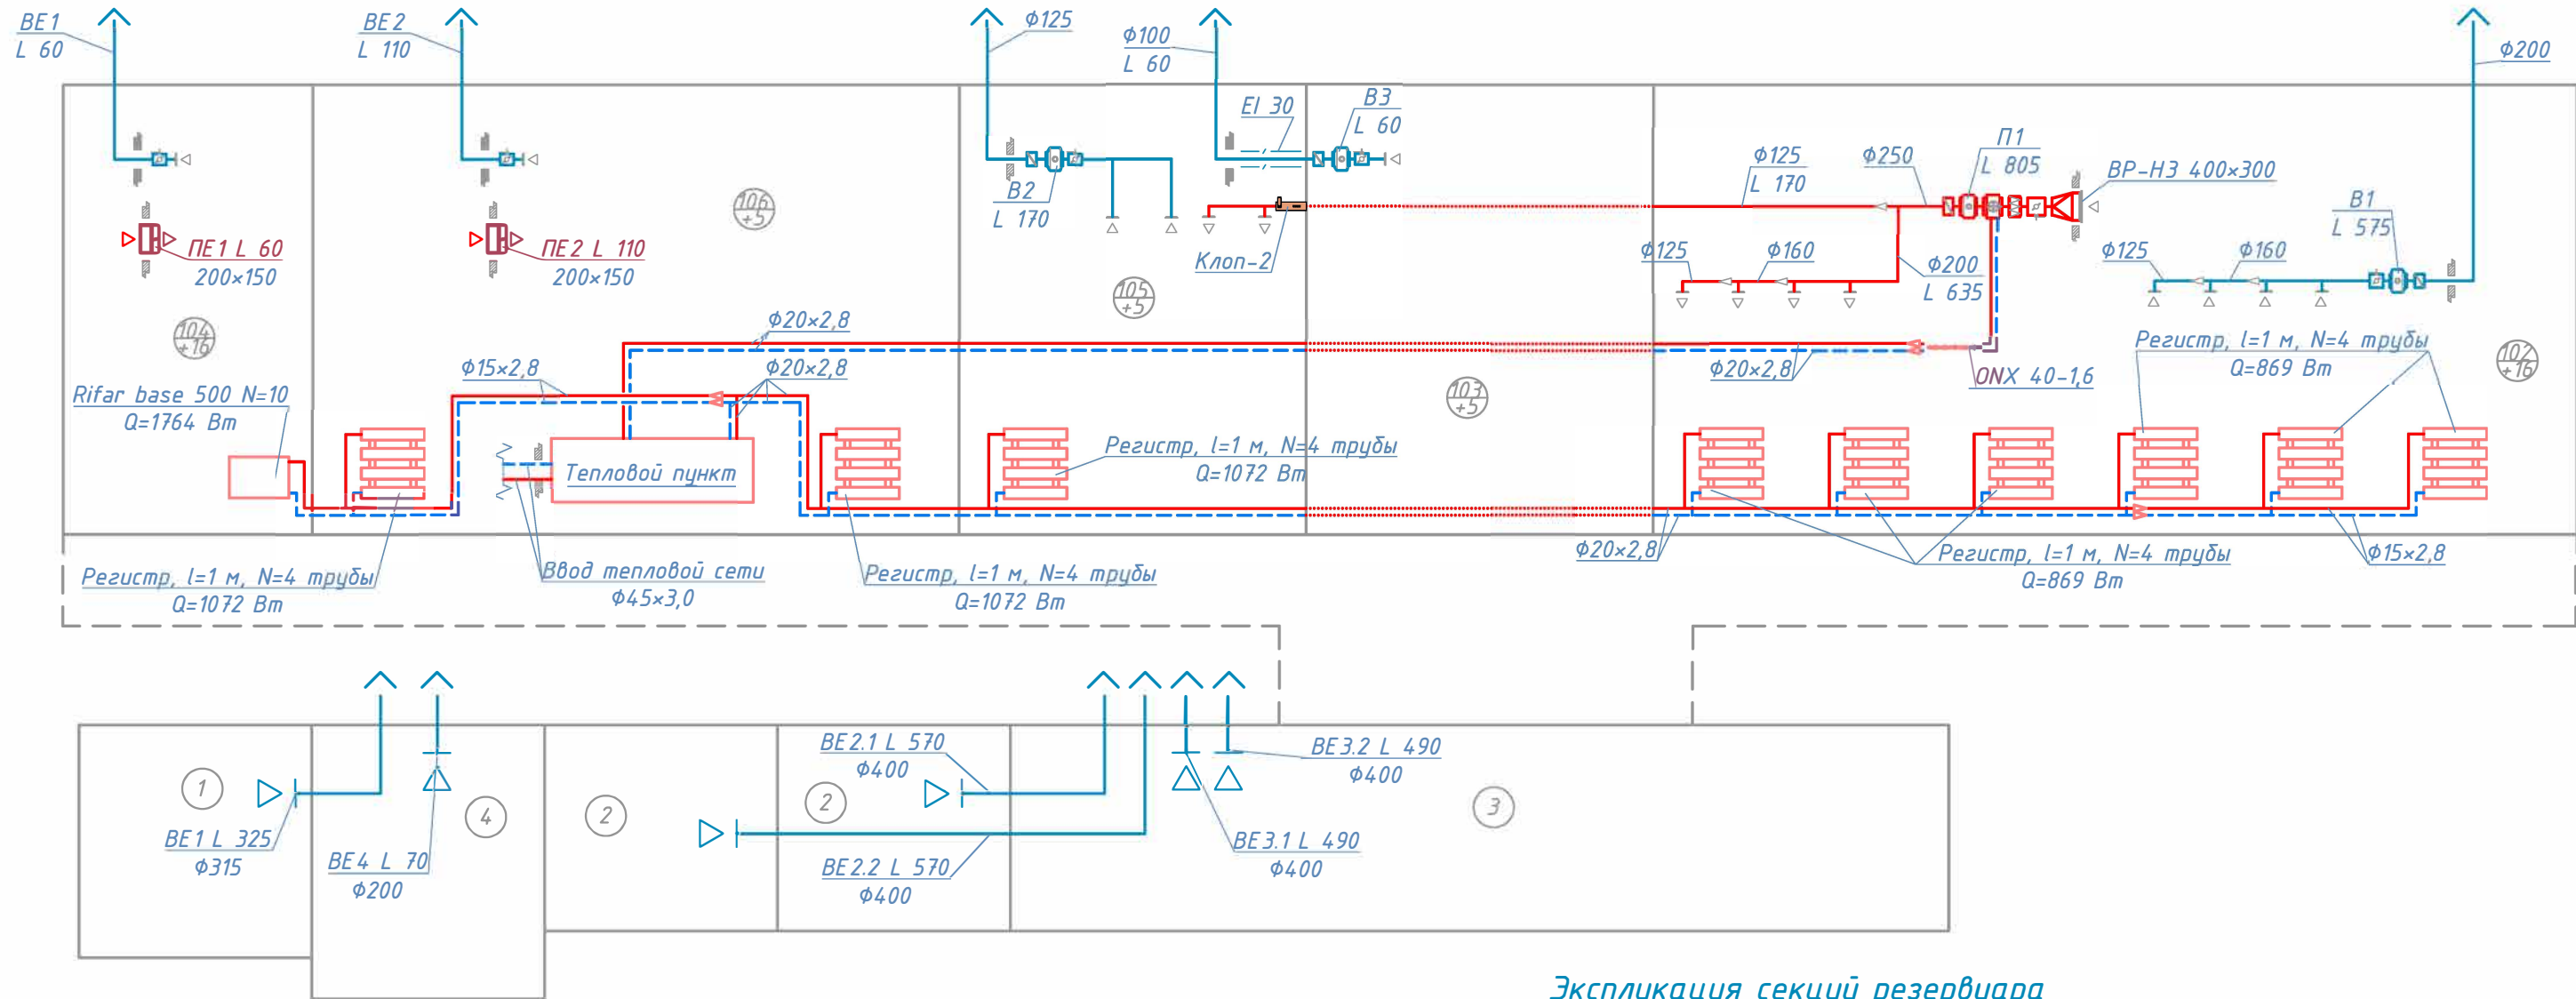 ВЕ1
L 60
ВЕ2
L 110
Ф125
Ф100
L 60
Ф200
EI 30
В3
L 60
В2
L 170
Ф125
L 170
Ф250
П1
L 805
ВР-НЗ 400×300
В1
L 575
106
+5
ПЕ1 L 60
200×150
ПЕ2 L 110
200×150
Клоп-2
105
+5
Ф125
Ф160
Ф200
L 635
Ф125
Ф160
104
+16
Ф20×2,8
Ф15×2,8
Ф20×2,8
Ф20×2,8
ONX 40-1,6
Регистр, l=1 м, N=4 трубы
Q=869 Вт
102
+16
103
+5
Rifar base 500 N=10
Q=1764 Вт
Тепловой пункт
Регистр, l=1 м, N=4 трубы
Q=1072 Вт
Регистр, l=1 м, N=4 трубы
Q=1072 Вт
Ввод тепловой сети
Ф45×3,0
Регистр, l=1 м, N=4 трубы
Q=1072 Вт
Ф20×2,8
Регистр, l=1 м, N=4 трубы
Q=869 Вт
Ф15×2,8
ВЕ2.1 L 570
Ф400
ВЕ3.2 L 490
Ф400
1
2
2
3
4
ВЕ1 L 325
Ф315
ВЕ4 L 70
Ф200
ВЕ2.2 L 570
Ф400
ВЕ3.1 L 490
Ф400
Экспликация секций резервуара